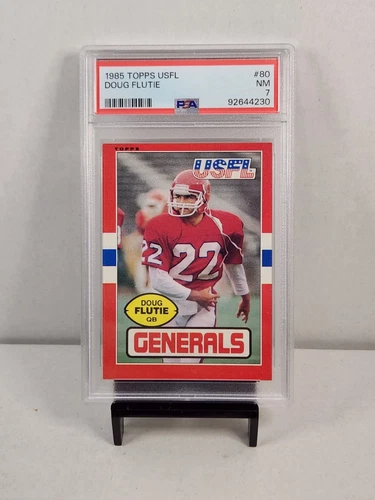 1985 TOPPS USFL #80
DOUG FLUTIE NM
7
PSA 92644230
TOPPS
USFL
22
DOUG
FLUTIE
QB
GENERALS